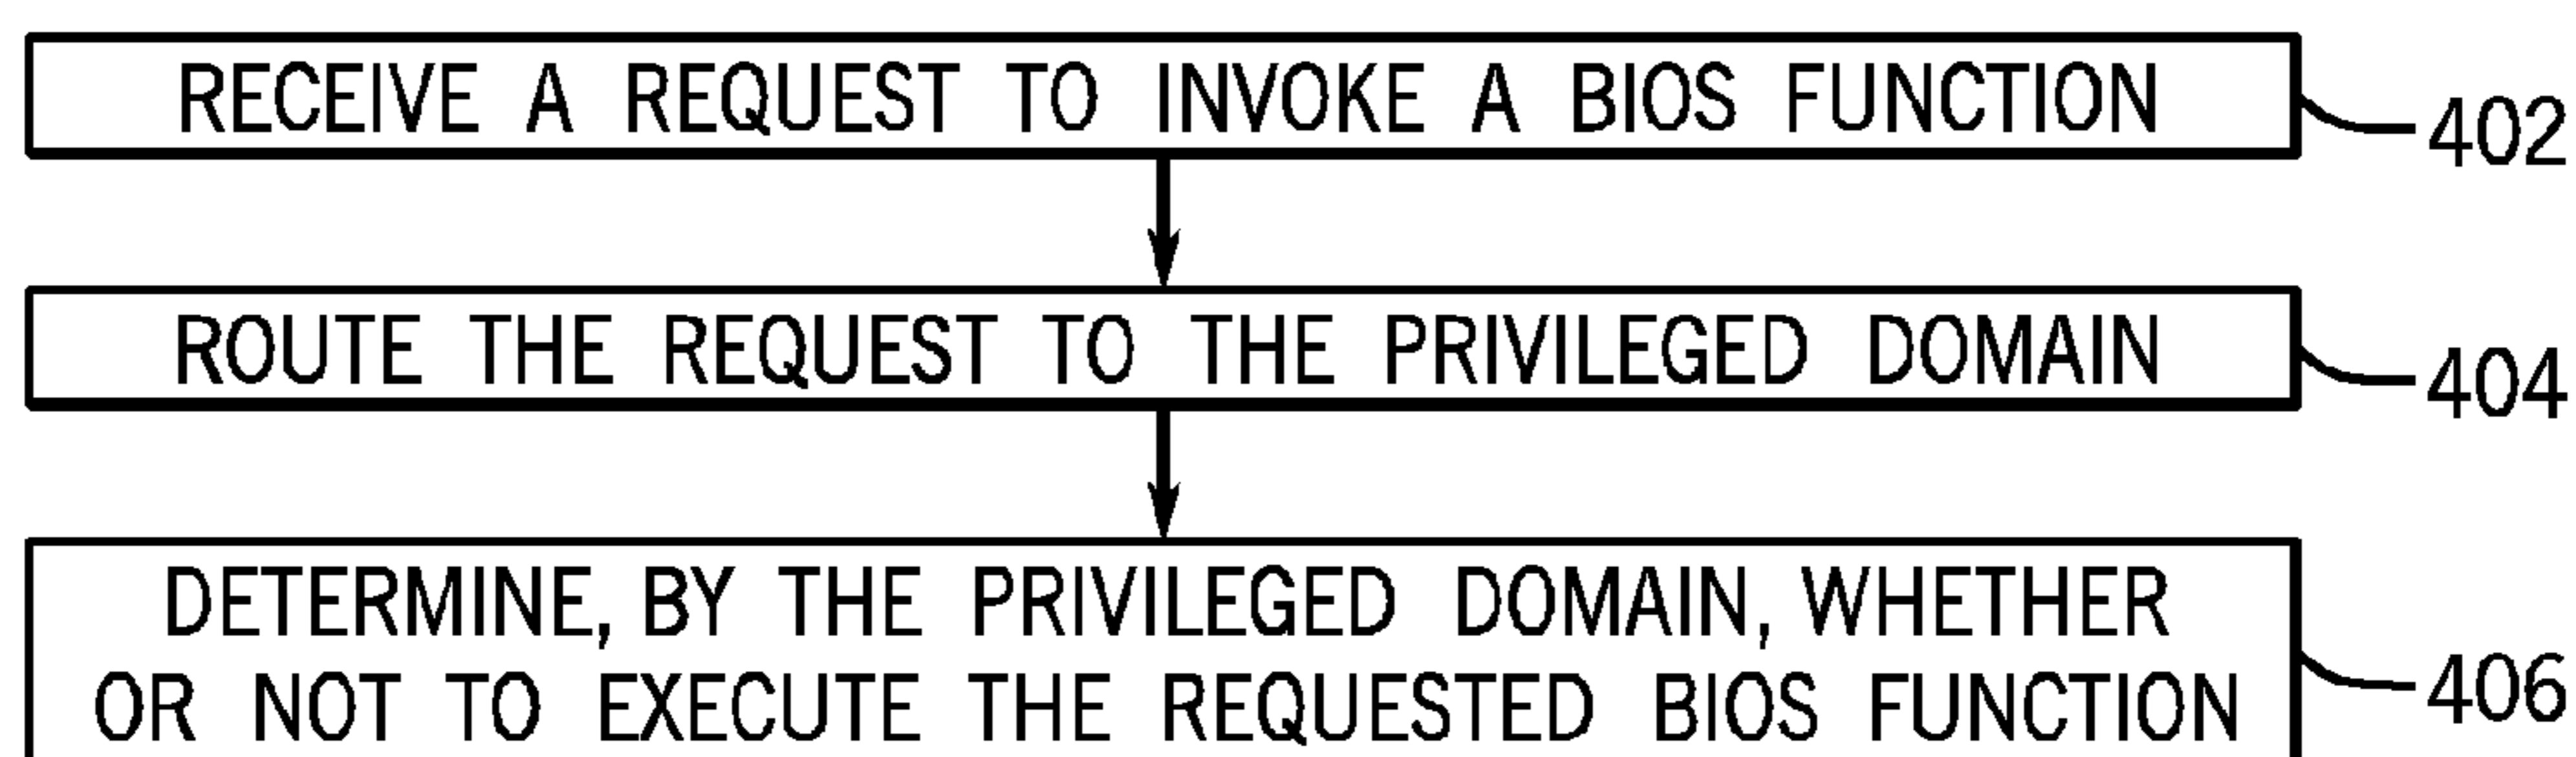 RECEIVE A REQUEST TO INVOKE A BIOS FUNCTION
402
ROUTE THE REQUEST TO THE PRIVILEGED DOMAIN
404
DETERMINE, BY THE PRIVILEGED DOMAIN, WHETHER
OR NOT TO EXECUTE THE REQUESTED BIOS FUNCTION
406